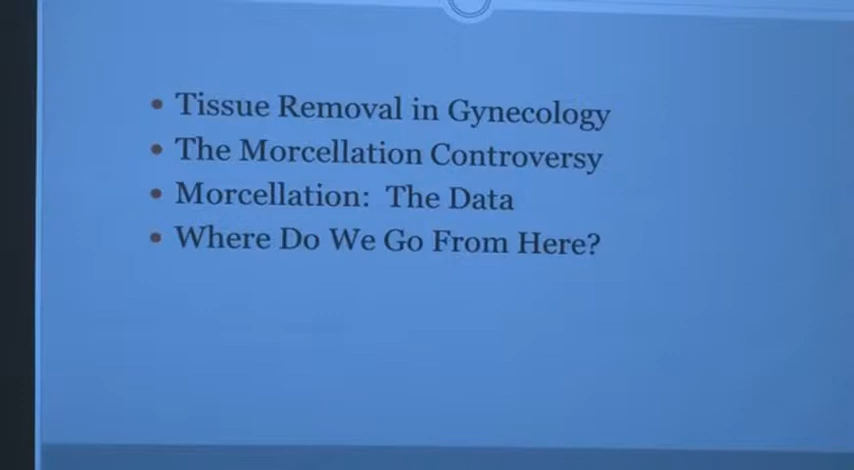 • Tissue Removal in Gynecology
• The Morcellation Controversy
• Morcellation: The Data
• Where Do We Go From Here?